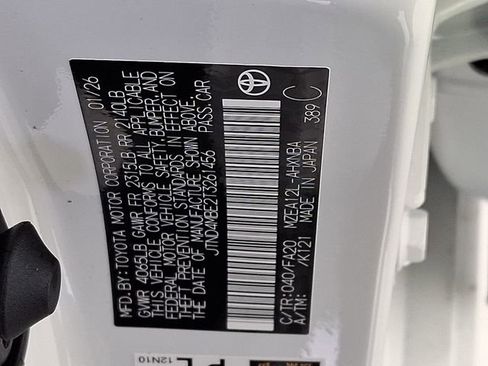 MFD. BY: TOYOTA MOTOR CORPORATION 01/26
GVWR 4065LB GAWR FR 2315LB RR 2140LB
THIS VEHICLE CONFORMS TO ALL APPLICABLE
FEDERAL MOTOR VEHICLE SAFETY, BUMPER, AND
THEFT PREVENTION STANDARDS IN EFFECT ON
THE DATE OF MANUFACTURE SHOWN ABOVE.
JTND4MBE2T3261456 PASS. CAR
C/TR: 040/FA20 MZEA12L-AHXNBA
A/TM: /K121 MADE IN JAPAN 389 C
12N10